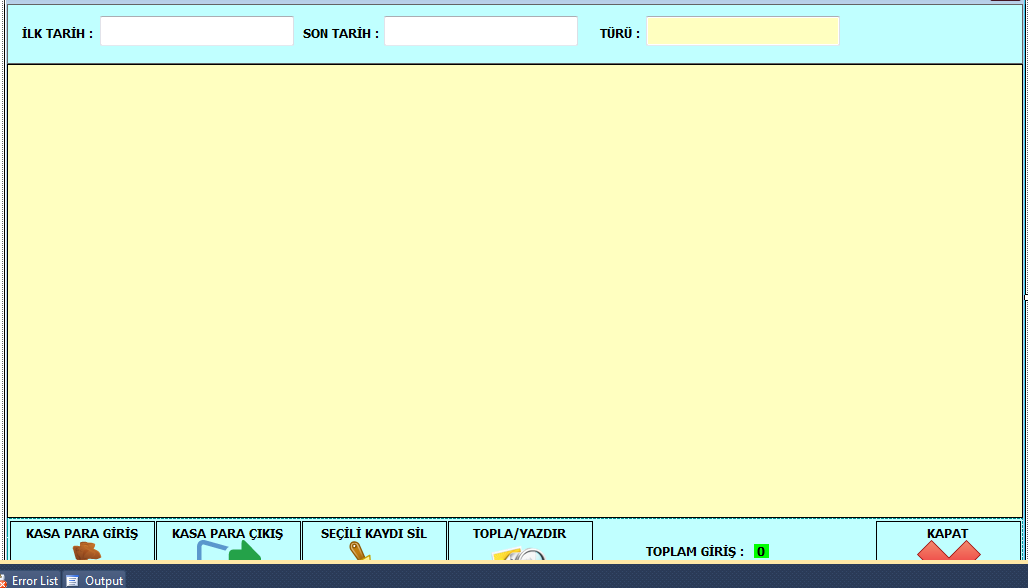 İLK TARİH : SON TARİH : TÜRÜ :
KASA PARA GİRİŞ KASA PARA ÇIKIŞ SEÇİLİ KAYDI SİL TOPLA/YAZDIR KAPAT
TOPLAM GİRİŞ : 0
Error List Output